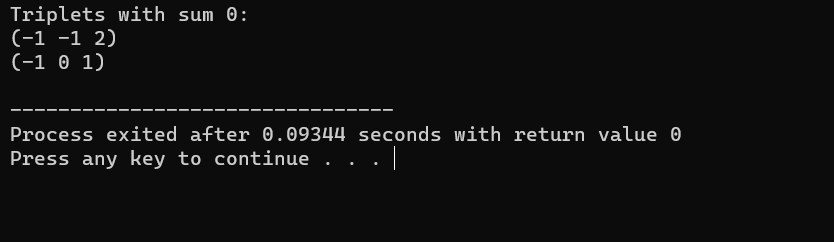 Triplets with sum 0:
(-1 -1 2)
(-1 0 1)
--------------------------------
Process exited after 0.09344 seconds with return value 0
Press any key to continue . . .